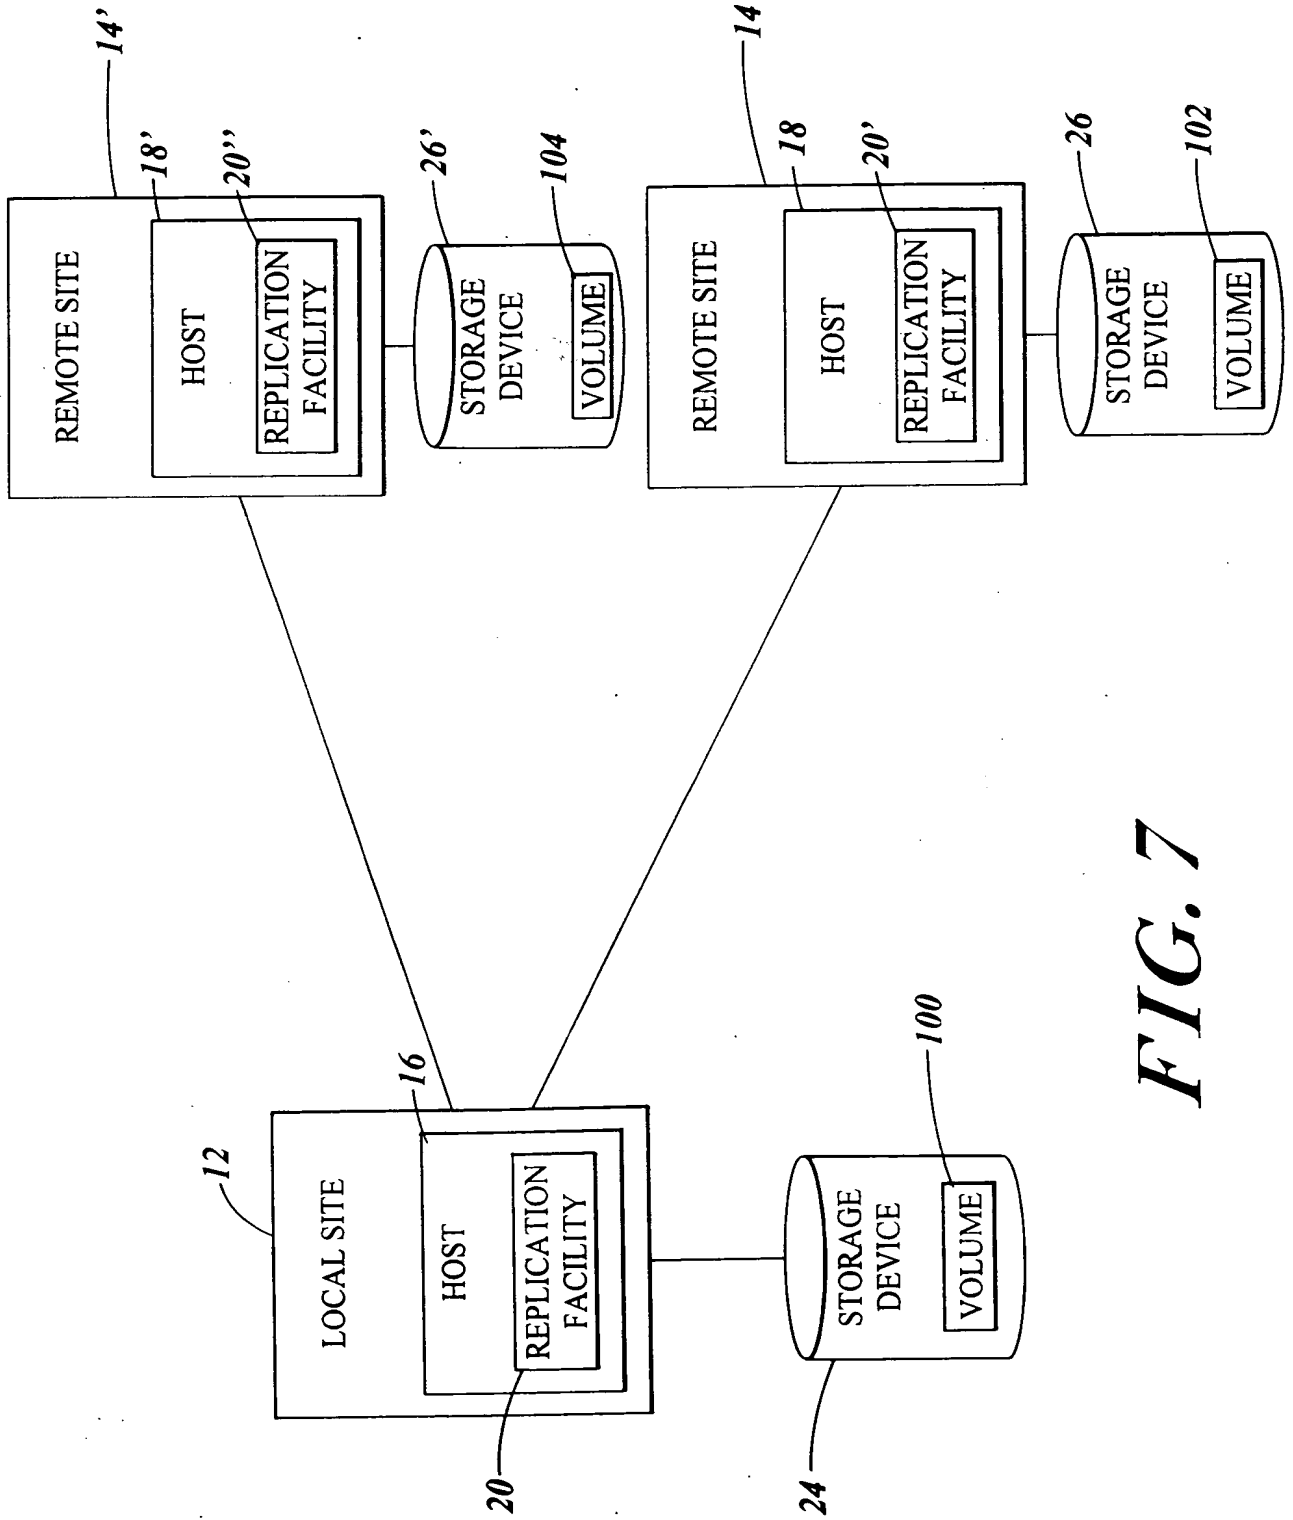 14'
REMOTE SITE
18'
HOST
20''
REPLICATION
FACILITY
26'
STORAGE
DEVICE
104
VOLUME
14
REMOTE SITE
18
HOST
20'
REPLICATION
FACILITY
26
STORAGE
DEVICE
102
VOLUME
12
LOCAL SITE
16
HOST
REPLICATION
FACILITY
20
STORAGE
DEVICE
24
100
VOLUME
FIG. 7